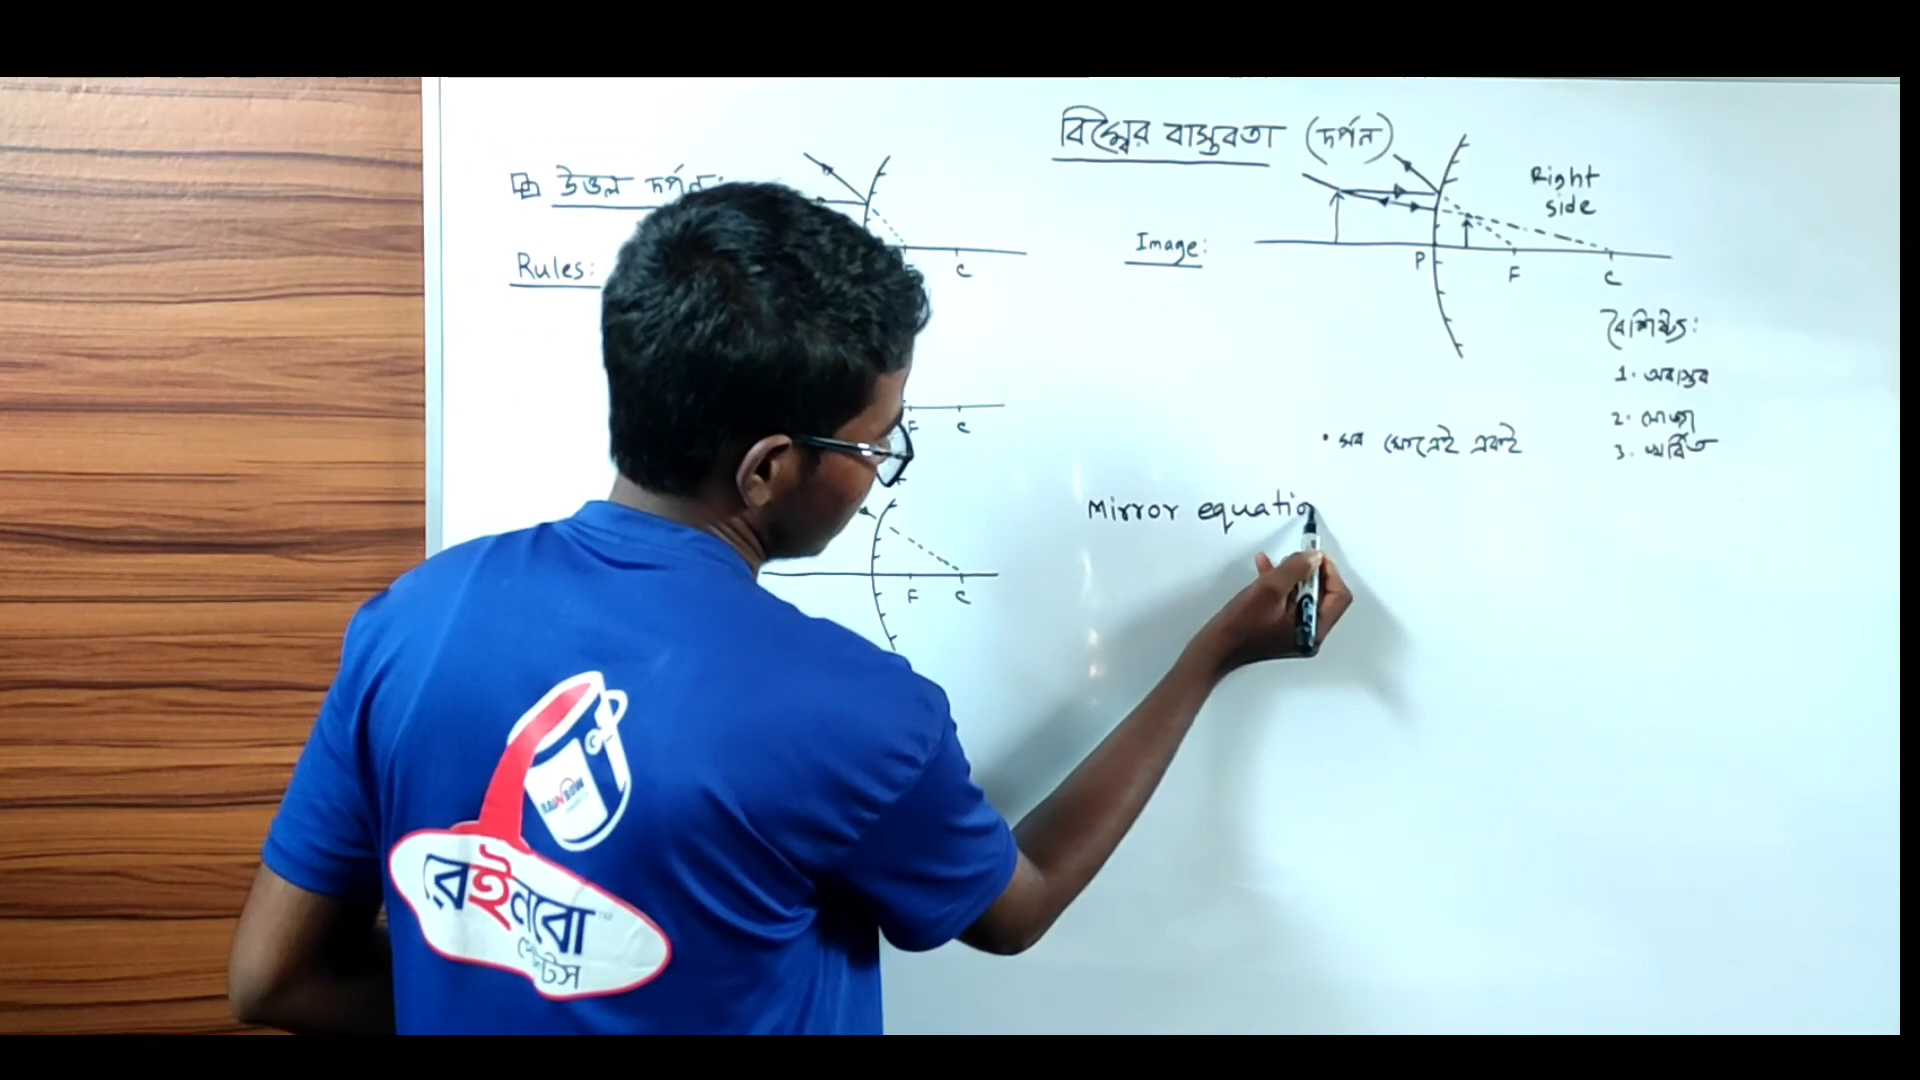 বিম্বের বাস্তবতা (দর্পন)
উত্তল দর্পন:
Rules:
F C
F C
F C
Image:
Right
side
P F C
বৈশিষ্ট্য:
1. অবাস্তব
2. সোজা
3. খর্বিত
• সব ক্ষেত্রেই একই
Mirror equatio
RAINBOW
রেইনবো
পেইন্টস